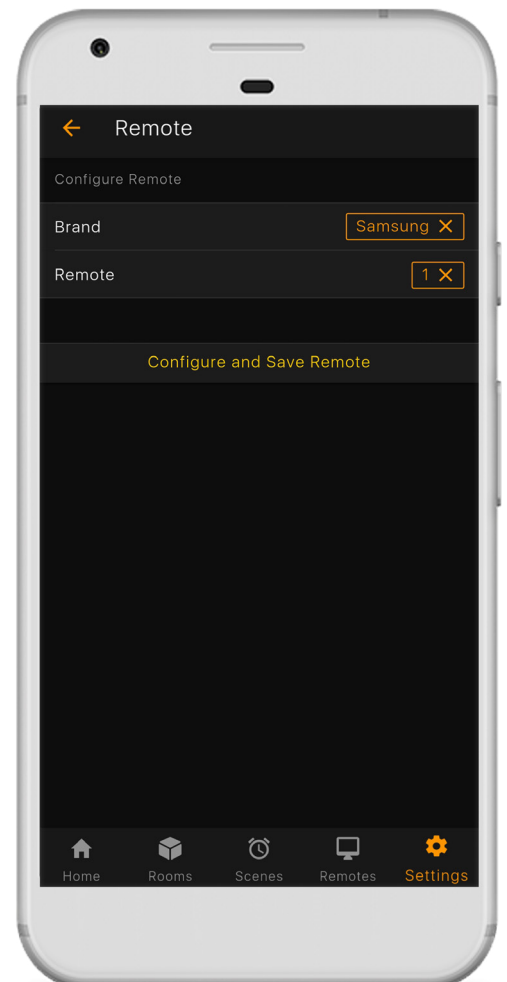 Remote
Configure Remote
Brand Samsung
Remote 1
Configure and Save Remote
Home Rooms Scenes Remotes Settings